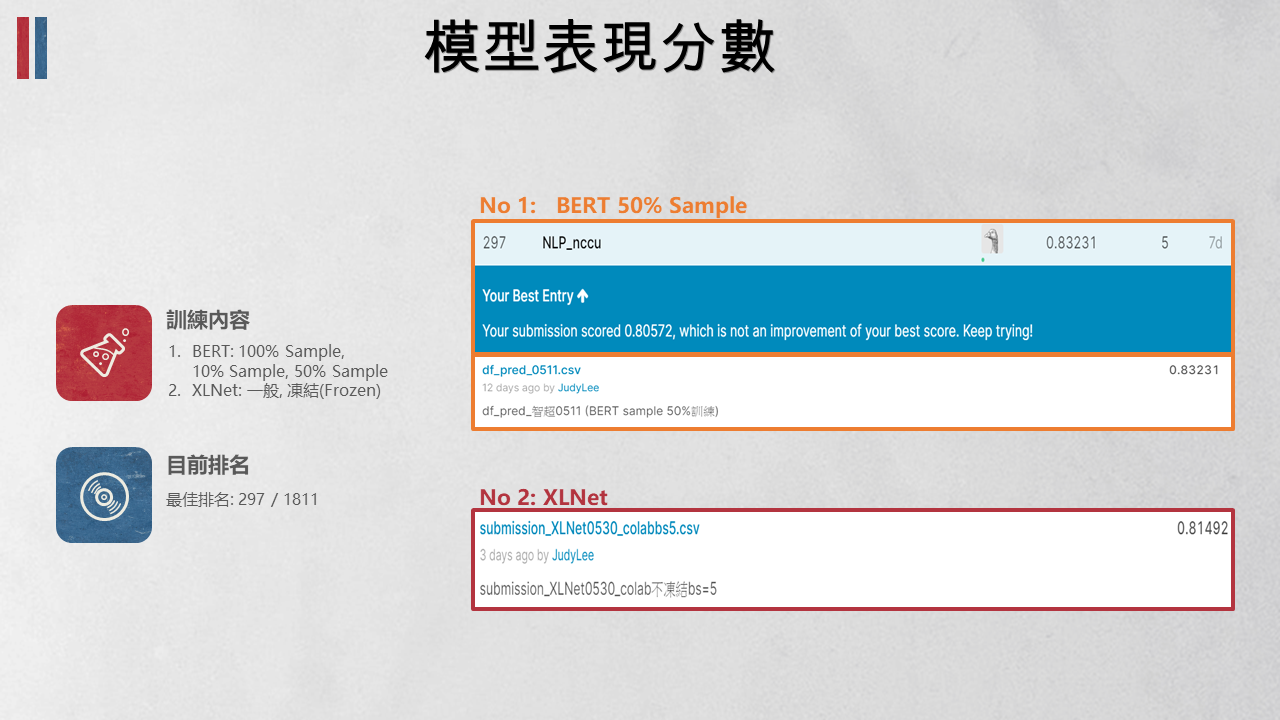 模型表現分數
訓練內容
1. BERT: 100% Sample,
10% Sample, 50% Sample
2. XLNet: 一般, 凍結(Frozen)
目前排名
最佳排名: 297 / 1811
No 1: BERT 50% Sample
297 NLP_nccu 0.83231 5 7d
Your Best Entry
Your submission scored 0.80572, which is not an improvement of your best score. Keep trying!
df_pred_0511.csv 0.83231
12 days ago by JudyLee
df_pred_智超0511 (BERT sample 50%訓練)
No 2: XLNet
submission_XLNet0530_colabbs5.csv 0.81492
3 days ago by JudyLee
submission_XLNet0530_colab不凍結bs=5